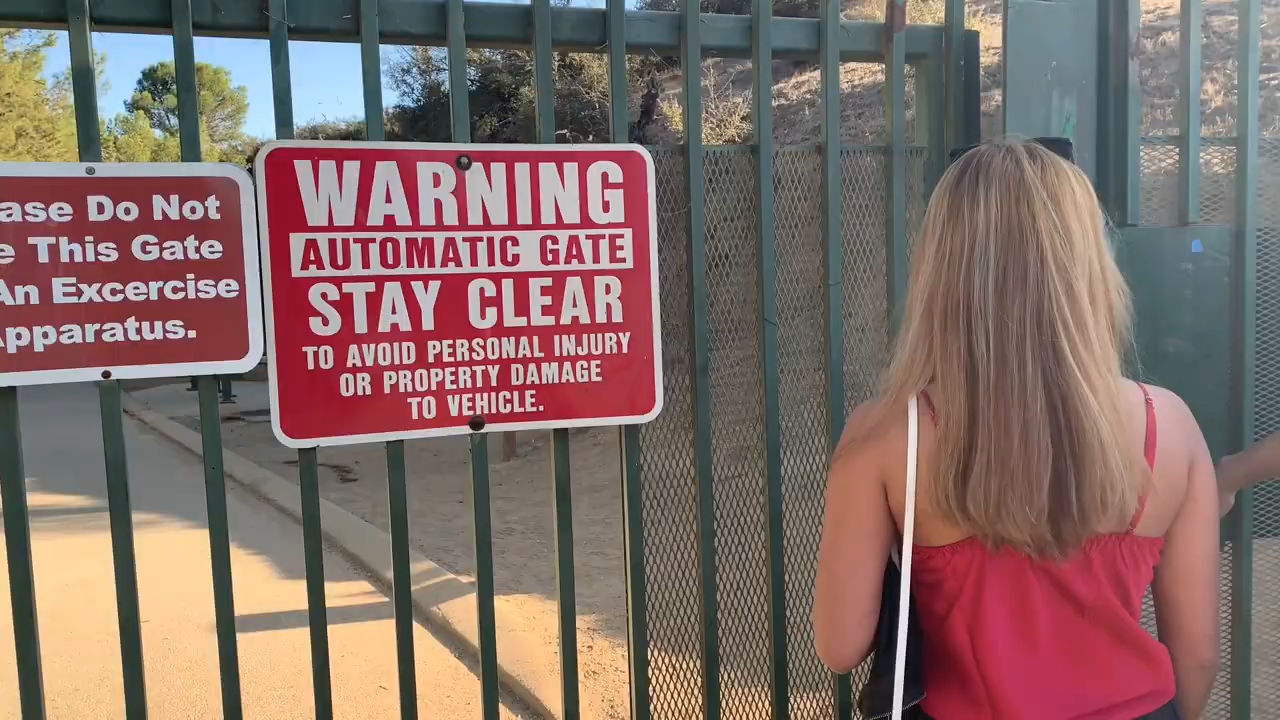 ase Do Not
e This Gate
An Excercise
pparatus.
WARNING
AUTOMATIC GATE
STAY CLEAR
TO AVOID PERSONAL INJURY
OR PROPERTY DAMAGE
TO VEHICLE.